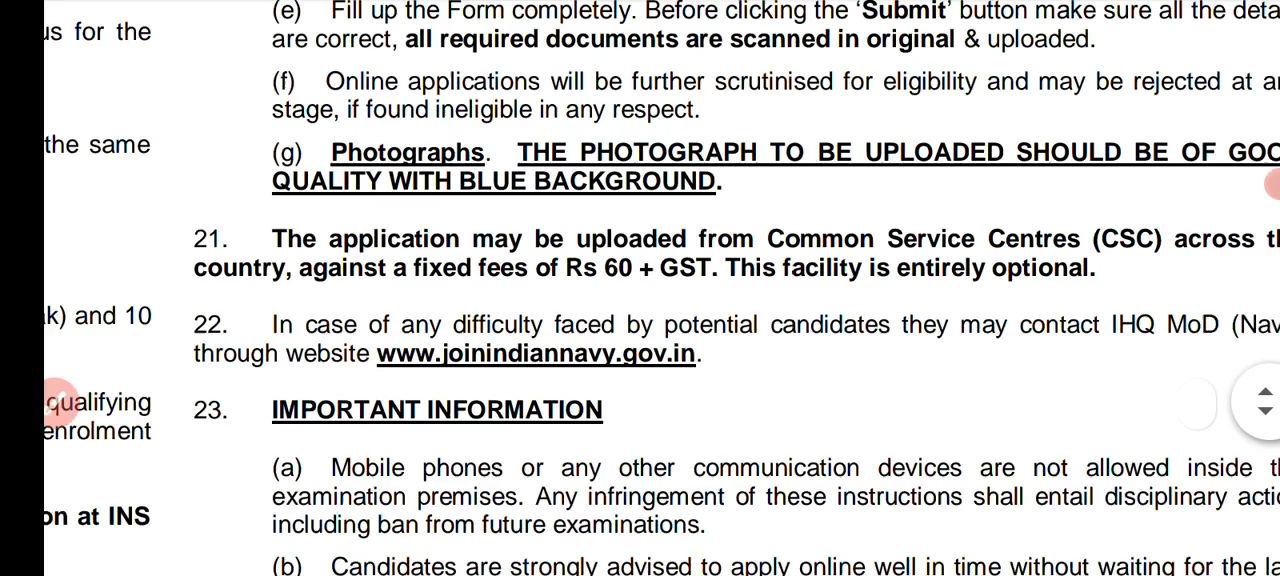 us for the
the same
k) and 10
qualifying
enrolment
on at INS
(e) Fill up the Form completely. Before clicking the ‘Submit’ button make sure all the deta
are correct, all required documents are scanned in original & uploaded.
(f) Online applications will be further scrutinised for eligibility and may be rejected at an
stage, if found ineligible in any respect.
(g) Photographs. THE PHOTOGRAPH TO BE UPLOADED SHOULD BE OF GOO
QUALITY WITH BLUE BACKGROUND.
21. The application may be uploaded from Common Service Centres (CSC) across th
country, against a fixed fees of Rs 60 + GST. This facility is entirely optional.
22. In case of any difficulty faced by potential candidates they may contact IHQ MoD (Nav
through website www.joinindiannavy.gov.in.
23. IMPORTANT INFORMATION
(a) Mobile phones or any other communication devices are not allowed inside th
examination premises. Any infringement of these instructions shall entail disciplinary actio
including ban from future examinations.
(b) Candidates are strongly advised to apply online well in time without waiting for the la